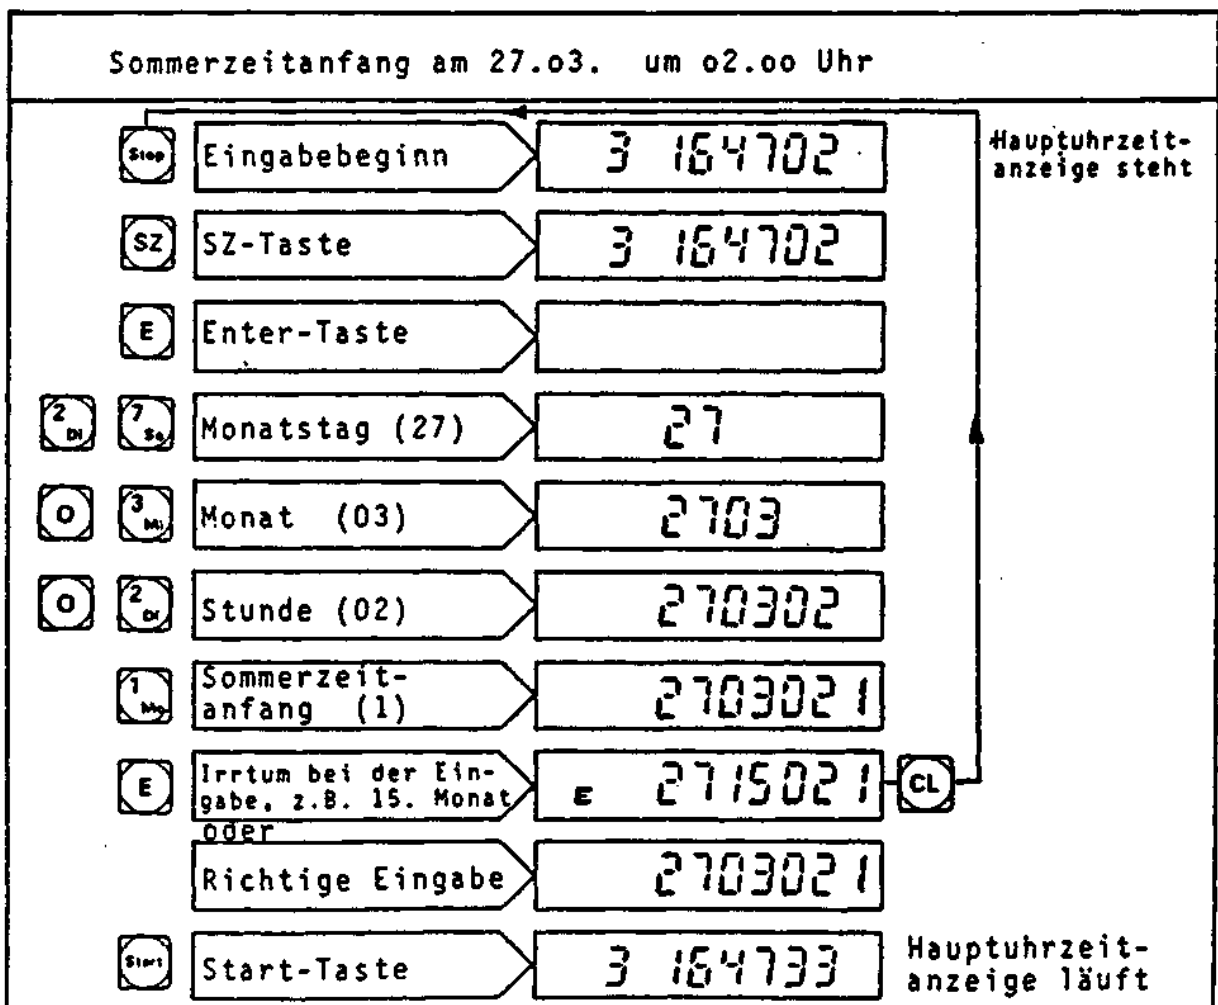 Sommerzeitanfang am 27.o3. um o2.oo Uhr
Stop Eingabebeginn 3 164702 Hauptuhrzeit-
anzeige steht
SZ SZ-Taste 3 164702
E Enter-Taste
2 Di 7 So Monatstag (27) 27
O 3 Mi Monat (03) 2703
O 2 Di Stunde (02) 270302
1 Mo Sommerzeit-
anfang (1) 2703021
E Irrtum bei der Ein-
gabe, z.B. 15. Monat E 2715021 CL
oder
Richtige Eingabe 2703021
Start Start-Taste 3 164733 Hauptuhrzeit-
anzeige läuft